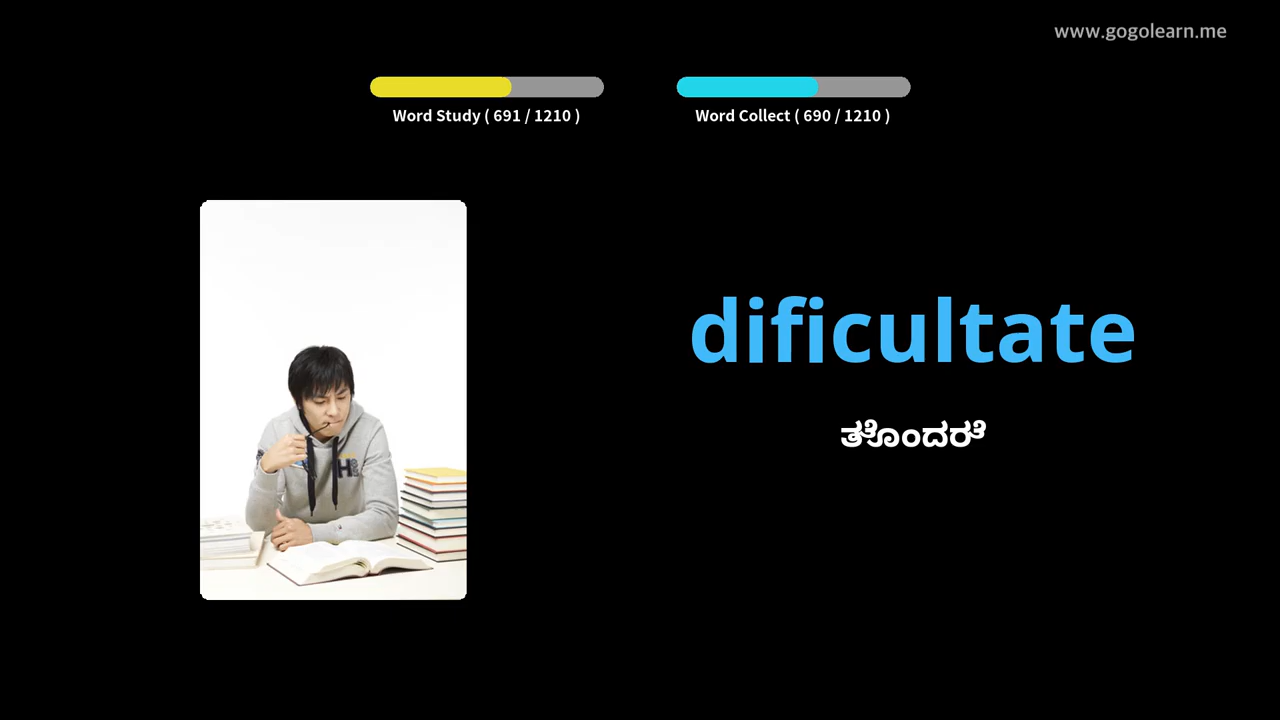 www.gogolearn.me
Word Study ( 691 / 1210 )
Word Collect ( 690 / 1210 )
dificultate
ತೊಂದರೆ
H